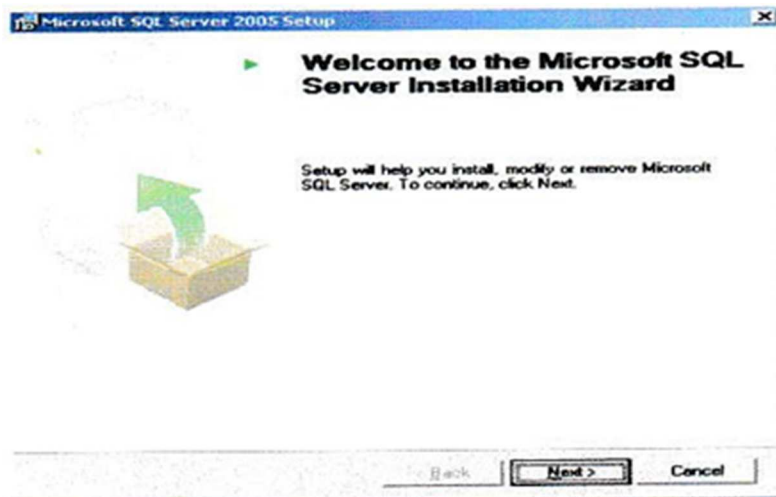 Microsoft SQL Server 2005 Setup
Welcome to the Microsoft SQL
Server Installation Wizard
Setup will help you install, modify or remove Microsoft
SQL Server. To continue, click Next.
Back
Next >
Cancel